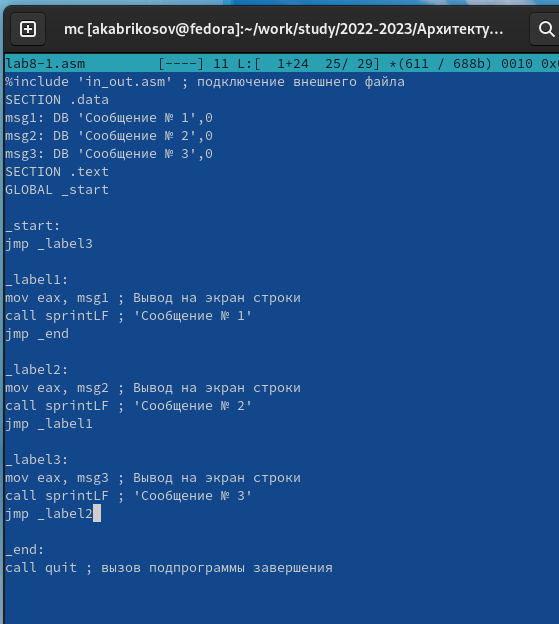 mc [akabrikosov@fedora]:~/work/study/2022-2023/Архитекту...
lab8-1.asm [----] 11 L:[ 1+24 25/ 29] *(611 / 688b) 0010
%include 'in_out.asm' ; подключение внешнего файла
SECTION .data
msg1: DB 'Сообщение № 1',0
msg2: DB 'Сообщение № 2',0
msg3: DB 'Сообщение № 3',0
SECTION .text
GLOBAL _start
_start:
jmp _label3
_label1:
mov eax, msg1 ; Вывод на экран строки
call sprintLF ; 'Сообщение № 1'
jmp _end
_label2:
mov eax, msg2 ; Вывод на экран строки
call sprintLF ; 'Сообщение № 2'
jmp _label1
_label3:
mov eax, msg3 ; Вывод на экран строки
call sprintLF ; 'Сообщение № 3'
jmp _label2
_end:
call quit ; вызов подпрограммы завершения